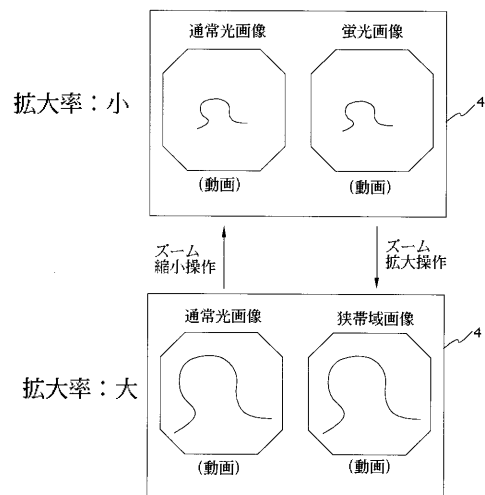 通常光画像
蛍光画像
拡大率：小
4
(動画)
(動画)
ズーム
縮小操作
ズーム
拡大操作
通常光画像
狭帯域画像
4
拡大率：大
(動画)
(動画)